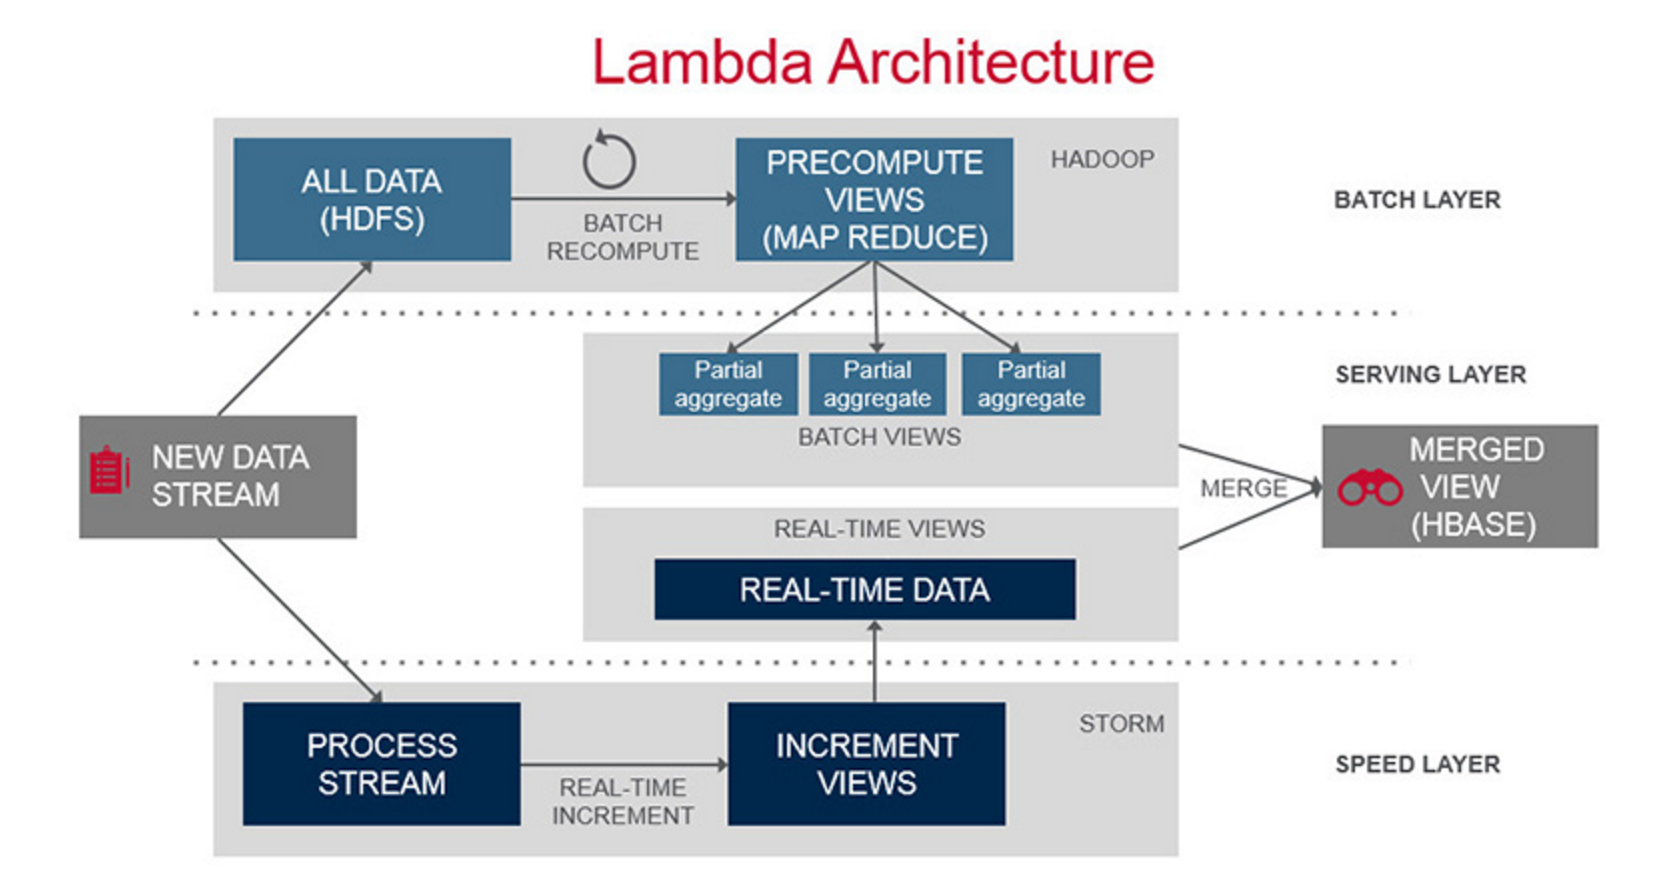 Lambda Architecture
ALL DATA
(HDFS)
BATCH
RECOMPUTE
PRECOMPUTE
VIEWS
(MAP REDUCE)
HADOOP
BATCH LAYER
Partial
aggregate
Partial
aggregate
Partial
aggregate
BATCH VIEWS
SERVING LAYER
NEW DATA
STREAM
MERGE
MERGED
VIEW
(HBASE)
REAL-TIME VIEWS
REAL-TIME DATA
PROCESS
STREAM
REAL-TIME
INCREMENT
INCREMENT
VIEWS
STORM
SPEED LAYER